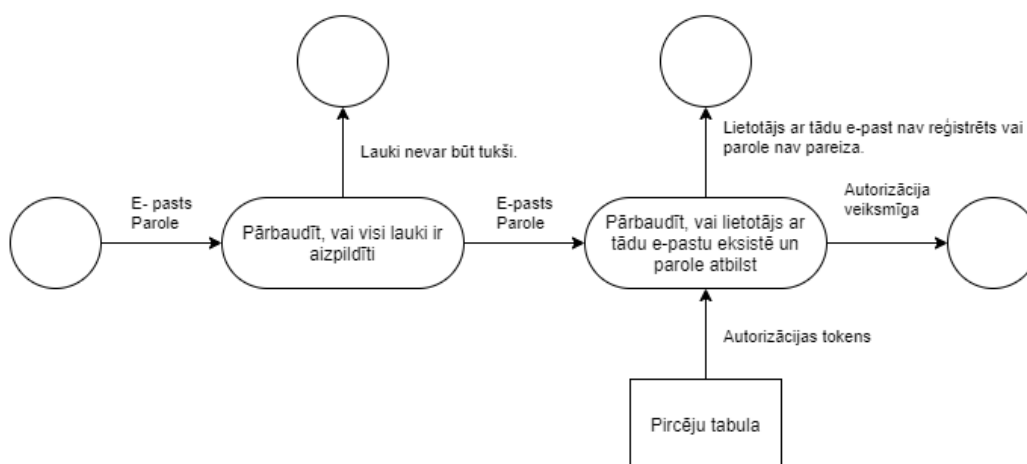 Lauki nevar būt tukši.
Lietotājs ar tādu e-past nav reģistrēts vai
parole nav pareiza.
E- pasts
Parole
Pārbaudīt, vai visi lauki ir
aizpildīti
E-pasts
Parole
Pārbaudīt, vai lietotājs ar
tādu e-pastu eksistē un
parole atbilst
Autorizācija
veiksmīga
Autorizācijas tokens
Pircēju tabula